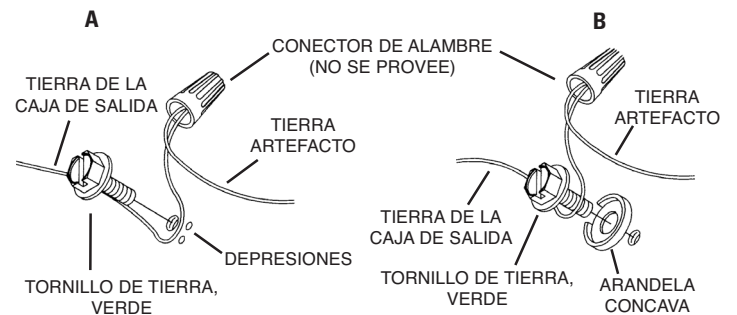 A
B
CONECTOR DE ALAMBRE
(NO SE PROVEE)
TIERRA DE LA
CAJA DE SALIDA
TIERRA
ARTEFACTO
DEPRESIONES
TORNILLO DE TIERRA,
VERDE
TIERRA
ARTEFACTO
TIERRA DE LA
CAJA DE SALIDA
TORNILLO DE TIERRA,
VERDE
ARANDELA
CONCAVA